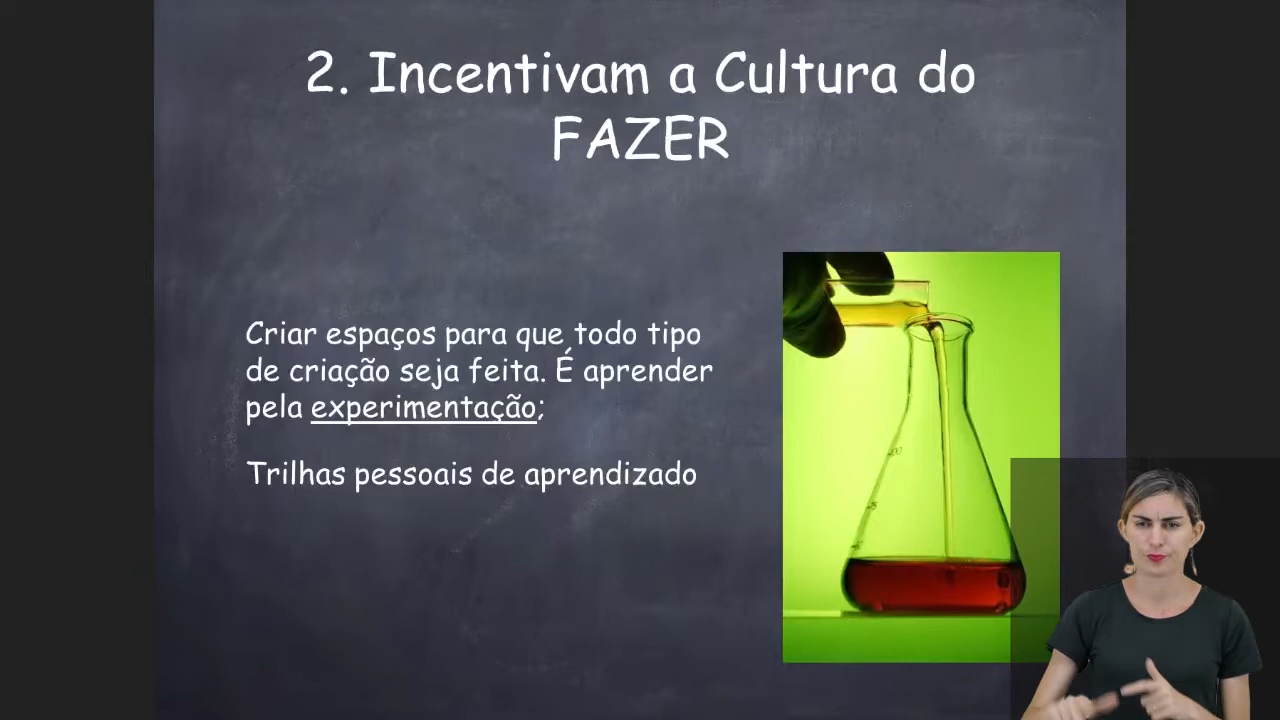 2. Incentivam a Cultura do
FAZER
Criar espaços para que todo tipo
de criação seja feita. É aprender
pela experimentação;
Trilhas pessoais de aprendizado